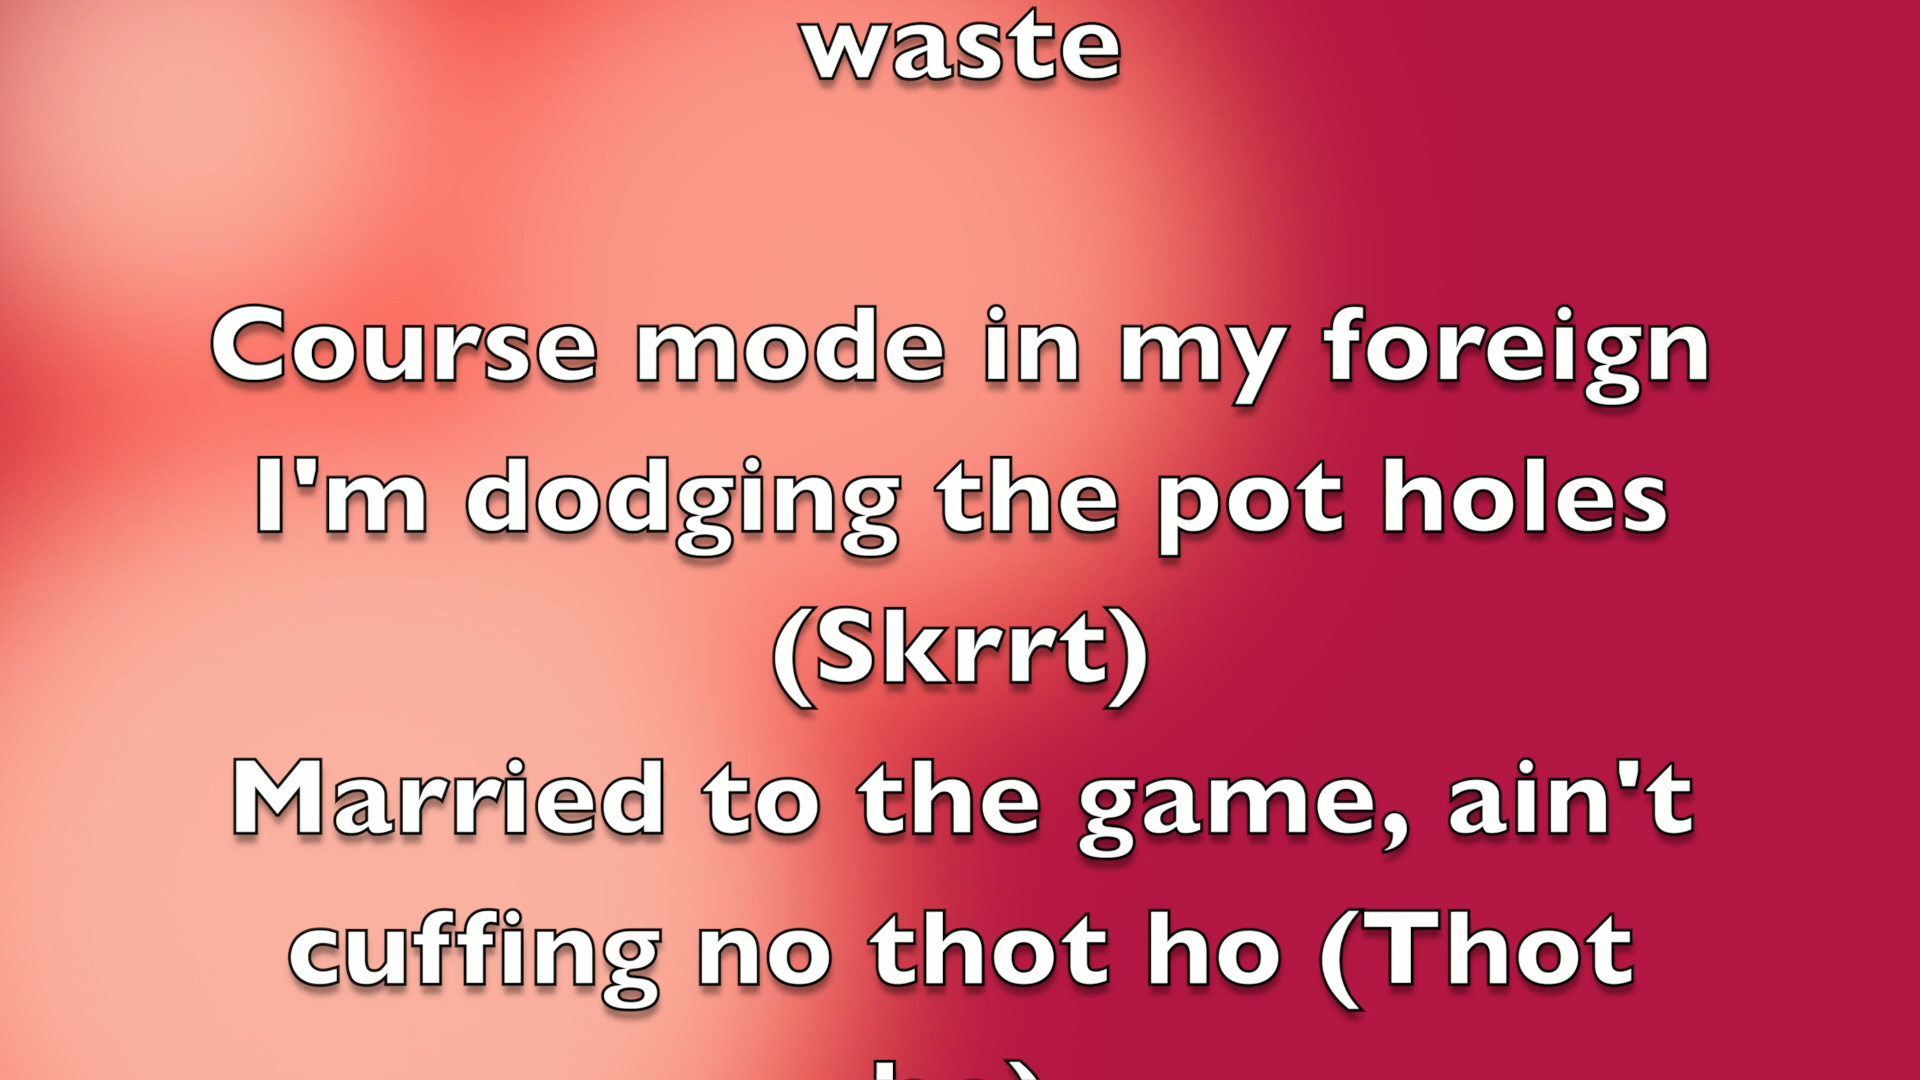 waste
Course mode in my foreign
I'm dodging the pot holes
(Skrrt)
Married to the game, ain't
cuffing no thot ho (Thot